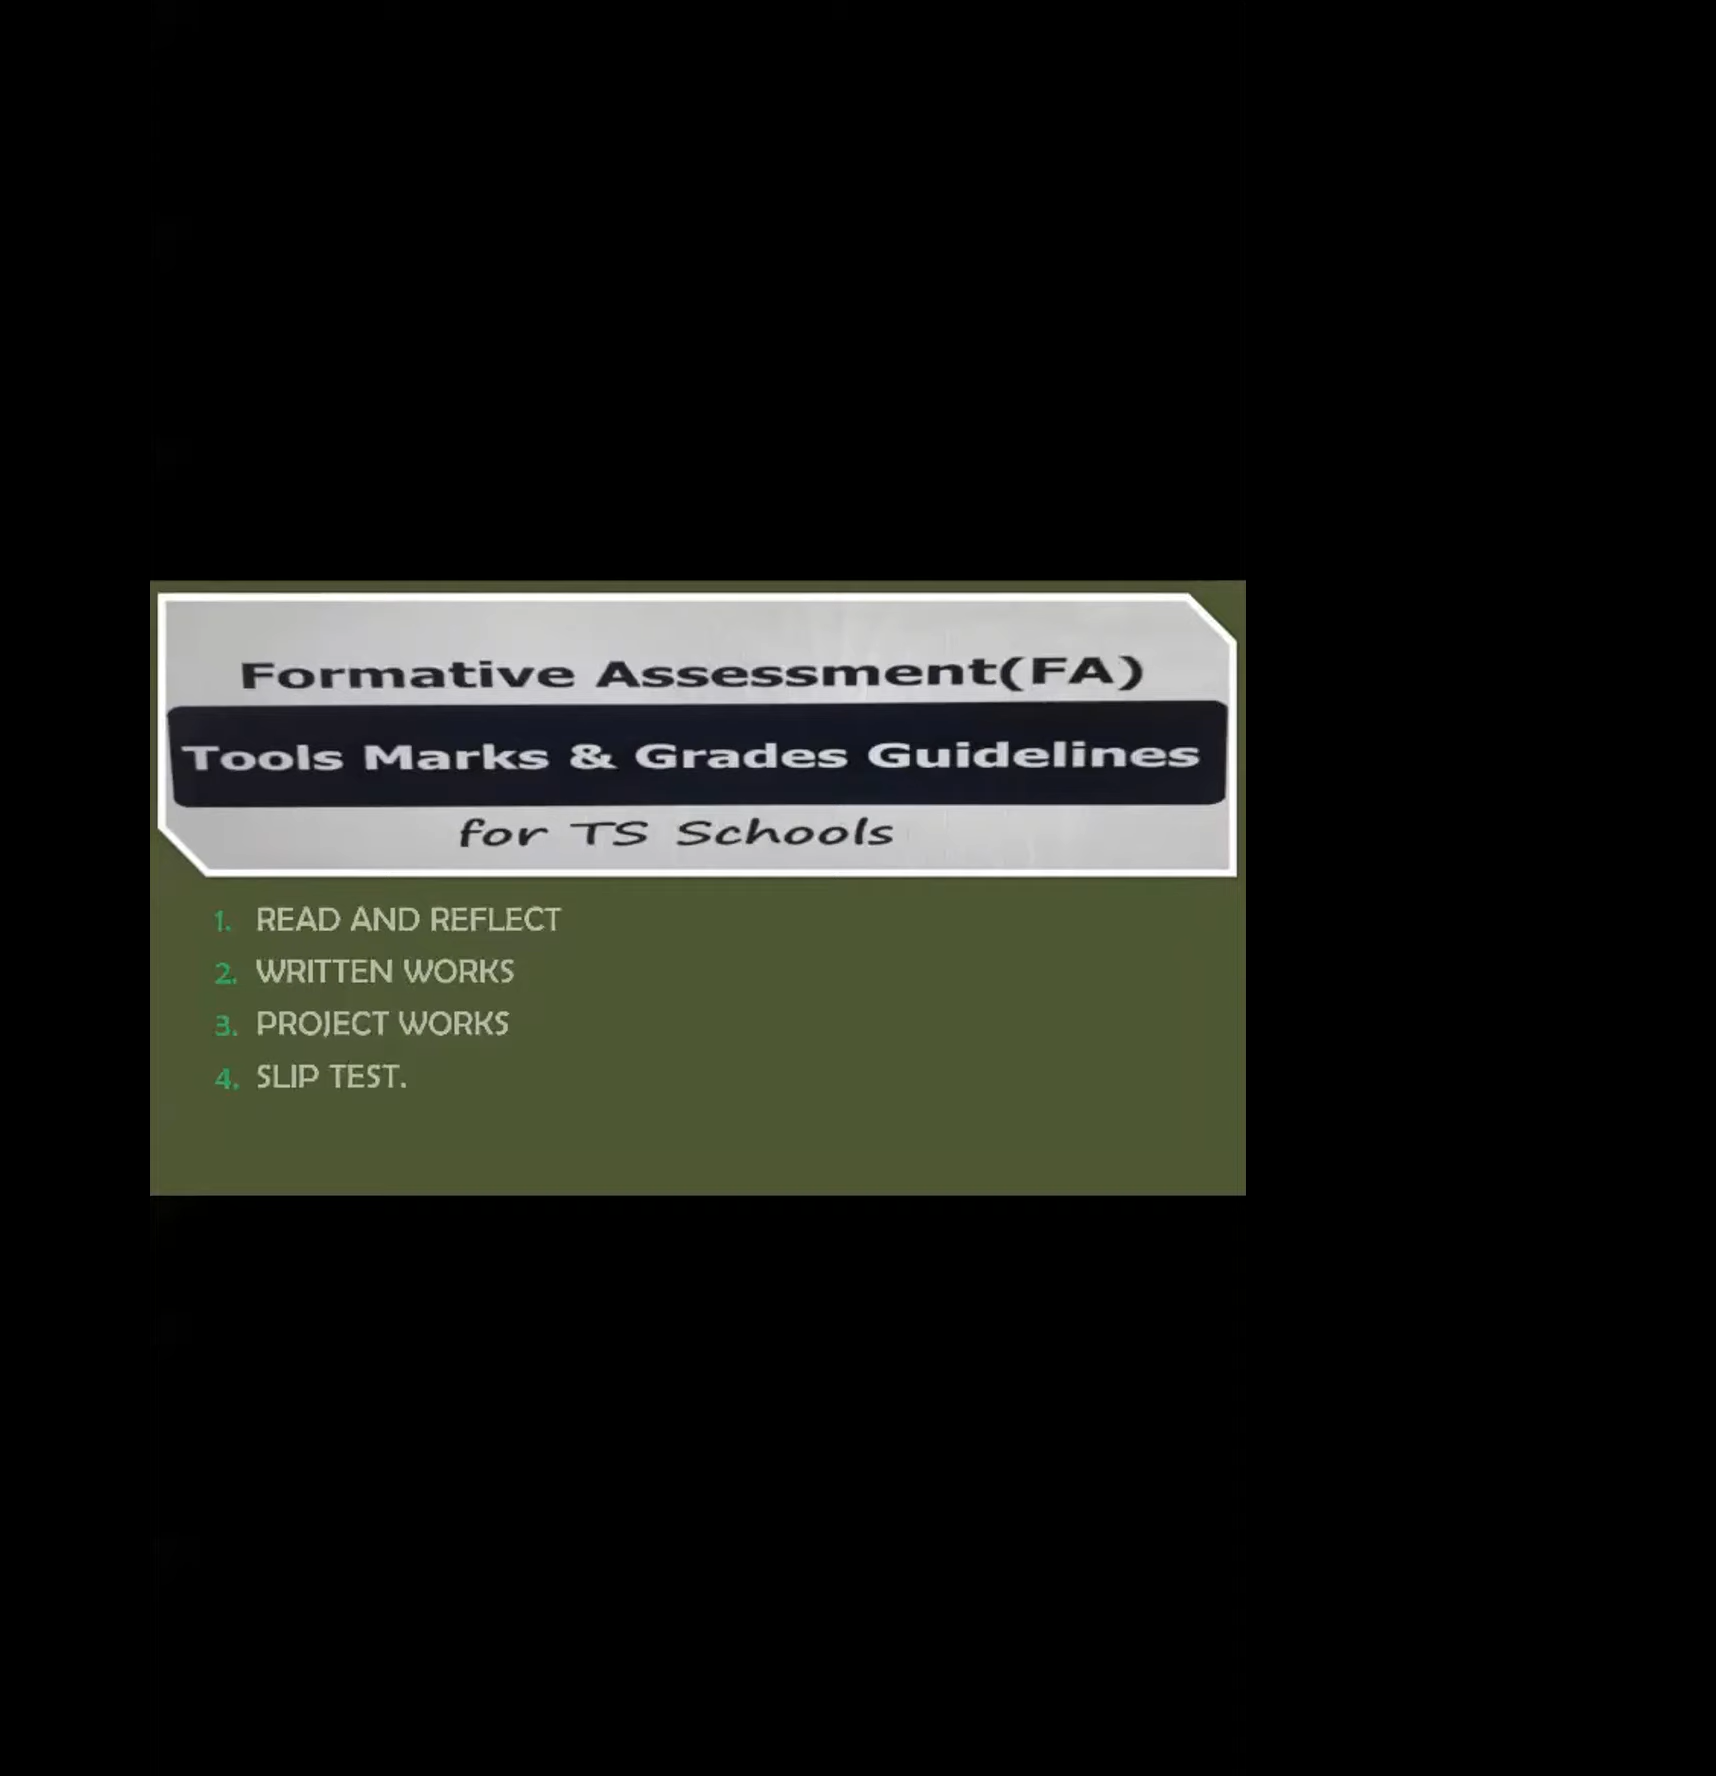 Formative Assessment(FA)
Tools Marks & Grades Guidelines
for TS Schools
1. READ AND REFLECT
2. WRITTEN WORKS
3. PROJECT WORKS
4. SLIP TEST.